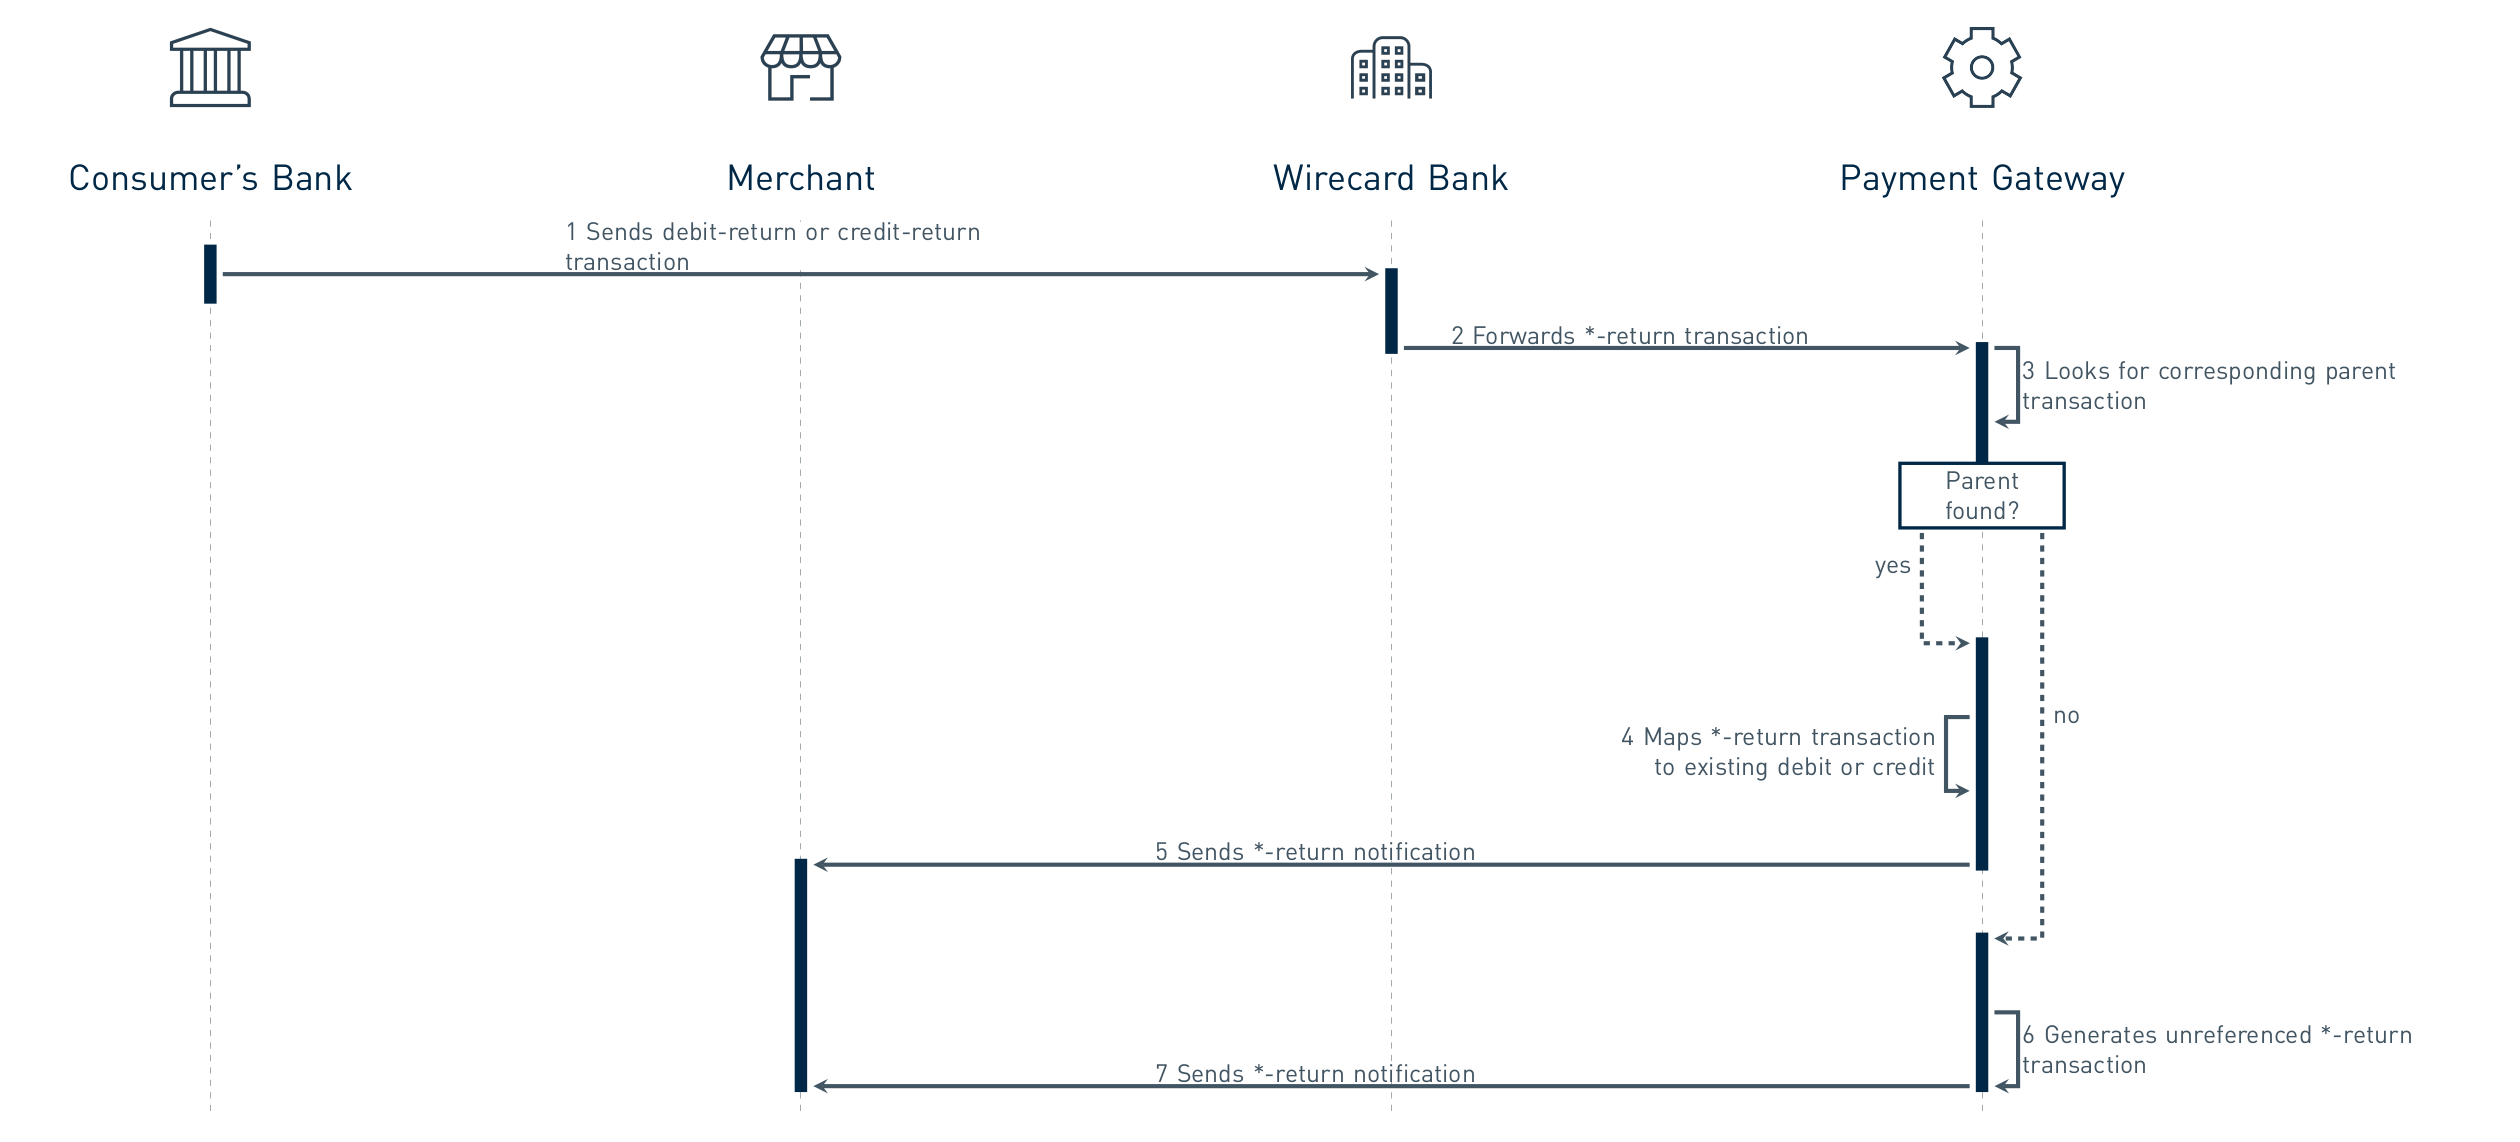 Consumer's Bank
Merchant
Wirecard Bank
Payment Gateway
1 Sends debit-return or credit-return
transaction
2 Forwards *-return transaction
3 Looks for corresponding parent
transaction
Parent
found?
yes
no
4 Maps *-return transaction
to existing debit or credit
5 Sends *-return notification
6 Generates unreferenced *-return
transaction
7 Sends *-return notification